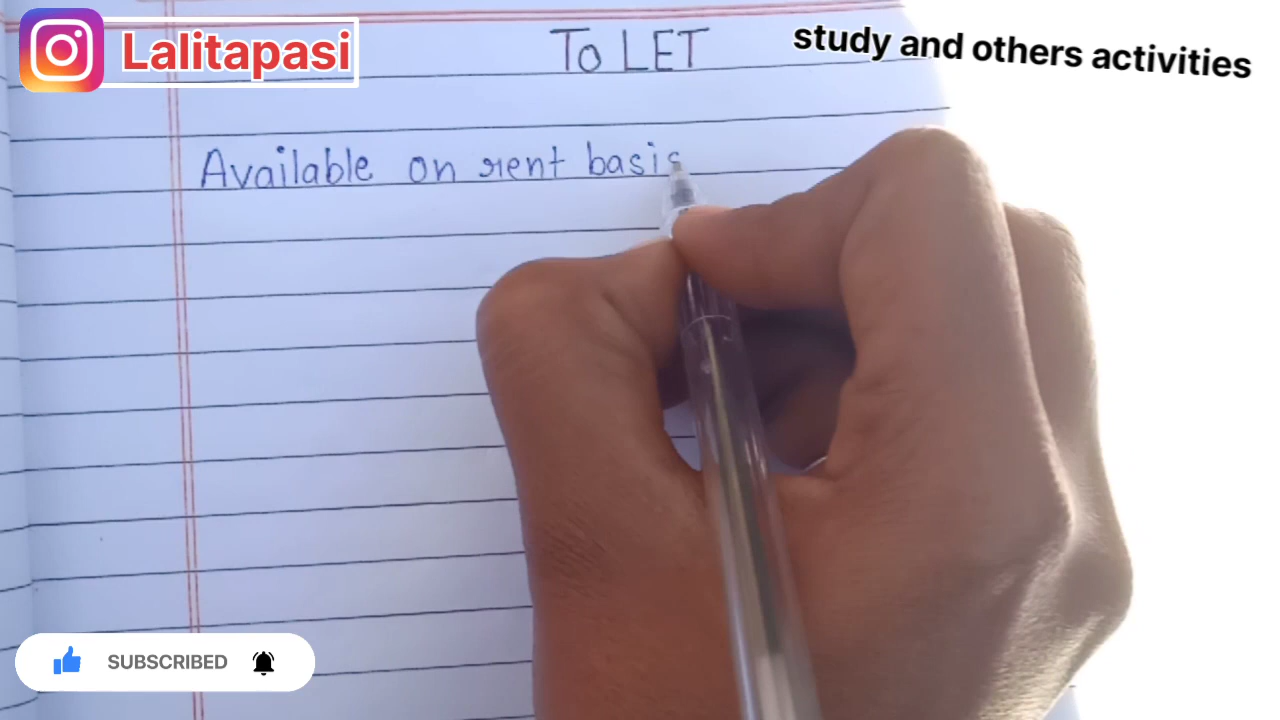 Lalitapasi
To LET
study and others activities
Available on rent basis
SUBSCRIBED